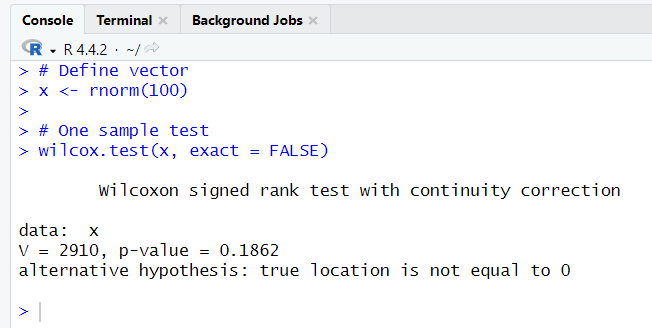 Console Terminal Background Jobs
R R 4.4.2 · ~/
> # Define vector
> x <- rnorm(100)
>
> # One sample test
> wilcox.test(x, exact = FALSE)
Wilcoxon signed rank test with continuity correction
data:  x
V = 2910, p-value = 0.1862
alternative hypothesis: true location is not equal to 0
>